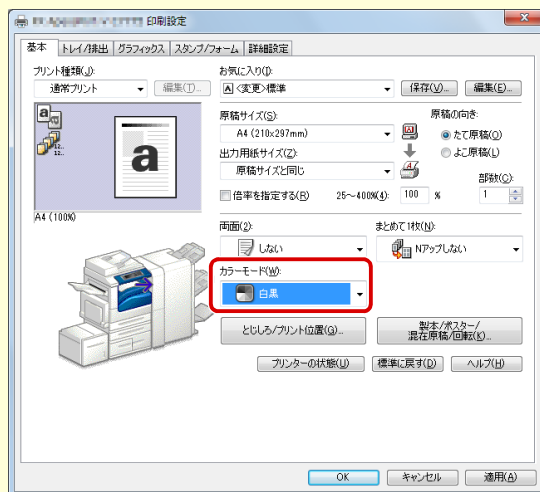 印刷設定
基本 トレイ/排出 グラフィックス スタンプ/フォーム 詳細設定
プリント種類(J): お気に入り(I):
通常プリント 編集(T)... A <変更>標準 保存(V)... 編集(E)...
原稿サイズ(S): 原稿の向き:
A4 (210x297mm) たて原稿(O)
出力用紙サイズ(Z): よこ原稿(L)
原稿サイズと同じ 部数(C):
倍率を指定する(R) 25～400%(4): 100 % 1
A4 (100%)
両面(2): まとめて1枚(N):
しない Nアップしない
カラーモード(W):
白黒
とじしろ/プリント位置(G)... 製本/ポスター/
混在原稿/回転(K)...
プリンターの状態(U) 標準に戻す(D) ヘルプ(H)
OK キャンセル 適用(A)